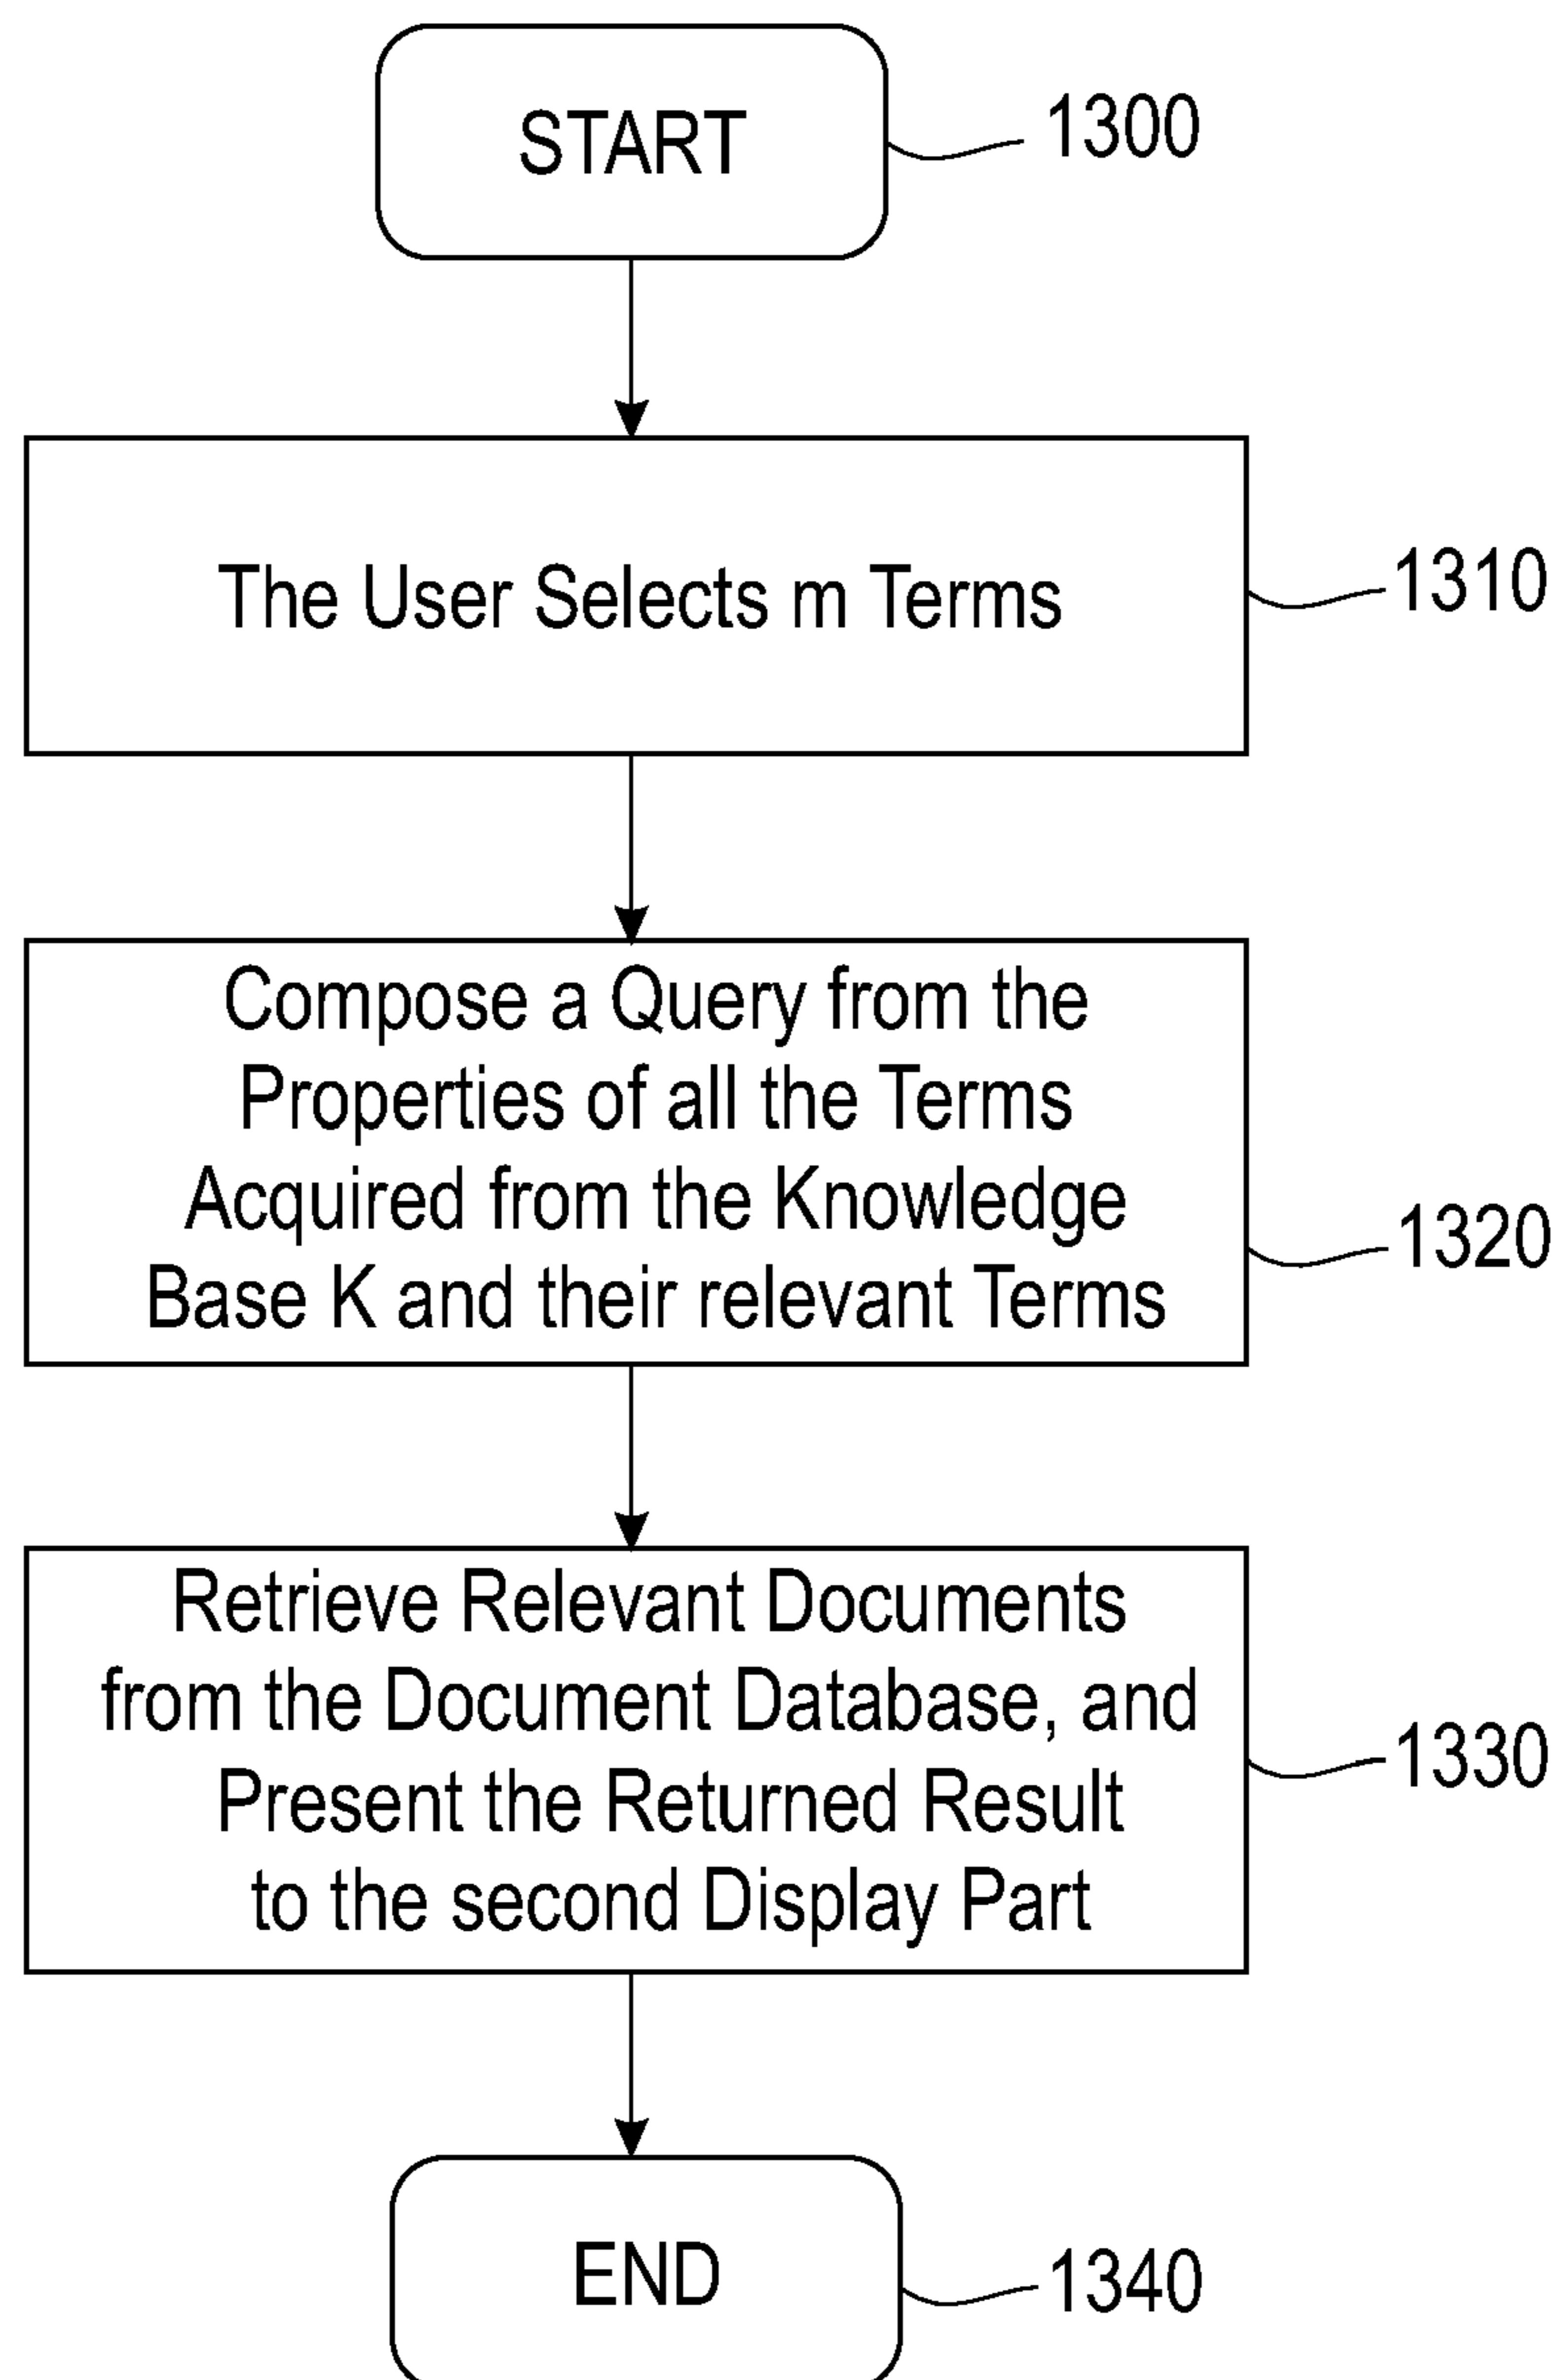 START
1300
The User Selects m Terms
1310
Compose a Query from the
Properties of all the Terms
Acquired from the Knowledge
Base K and their relevant Terms
1320
Retrieve Relevant Documents
from the Document Database, and
Present the Returned Result
to the second Display Part
1330
END
1340